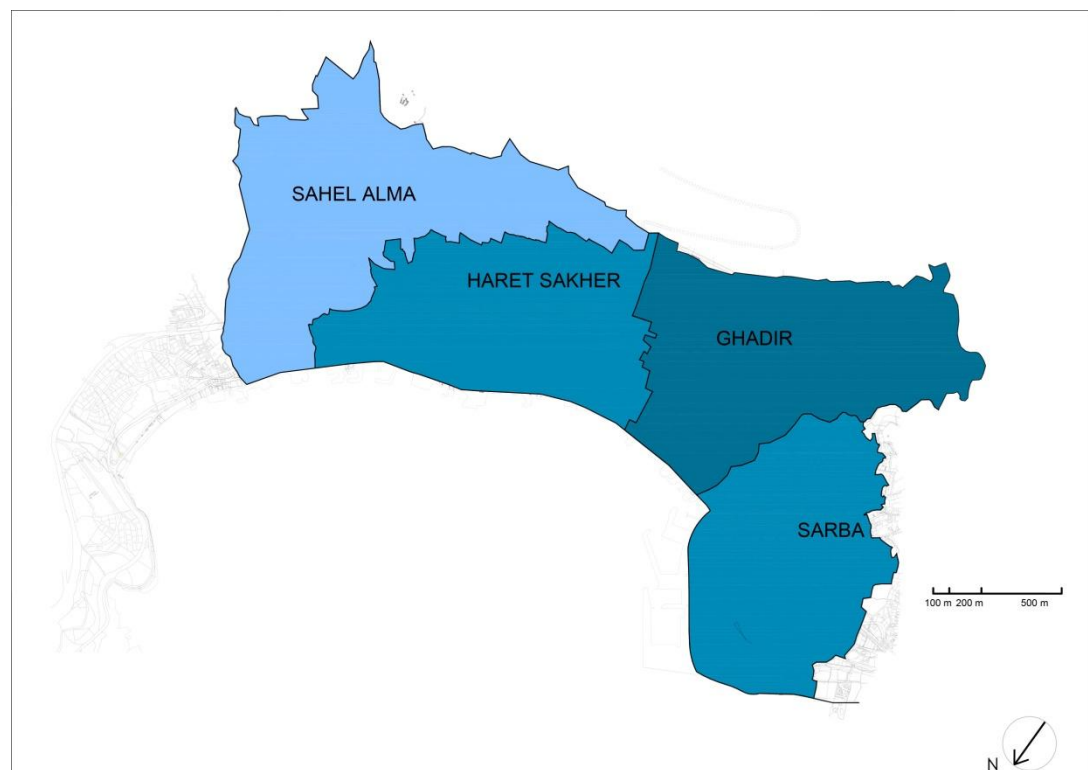 SAHEL ALMA
HARET SAKHER
GHADIR
SARBA
100 m 200 m 500 m
N